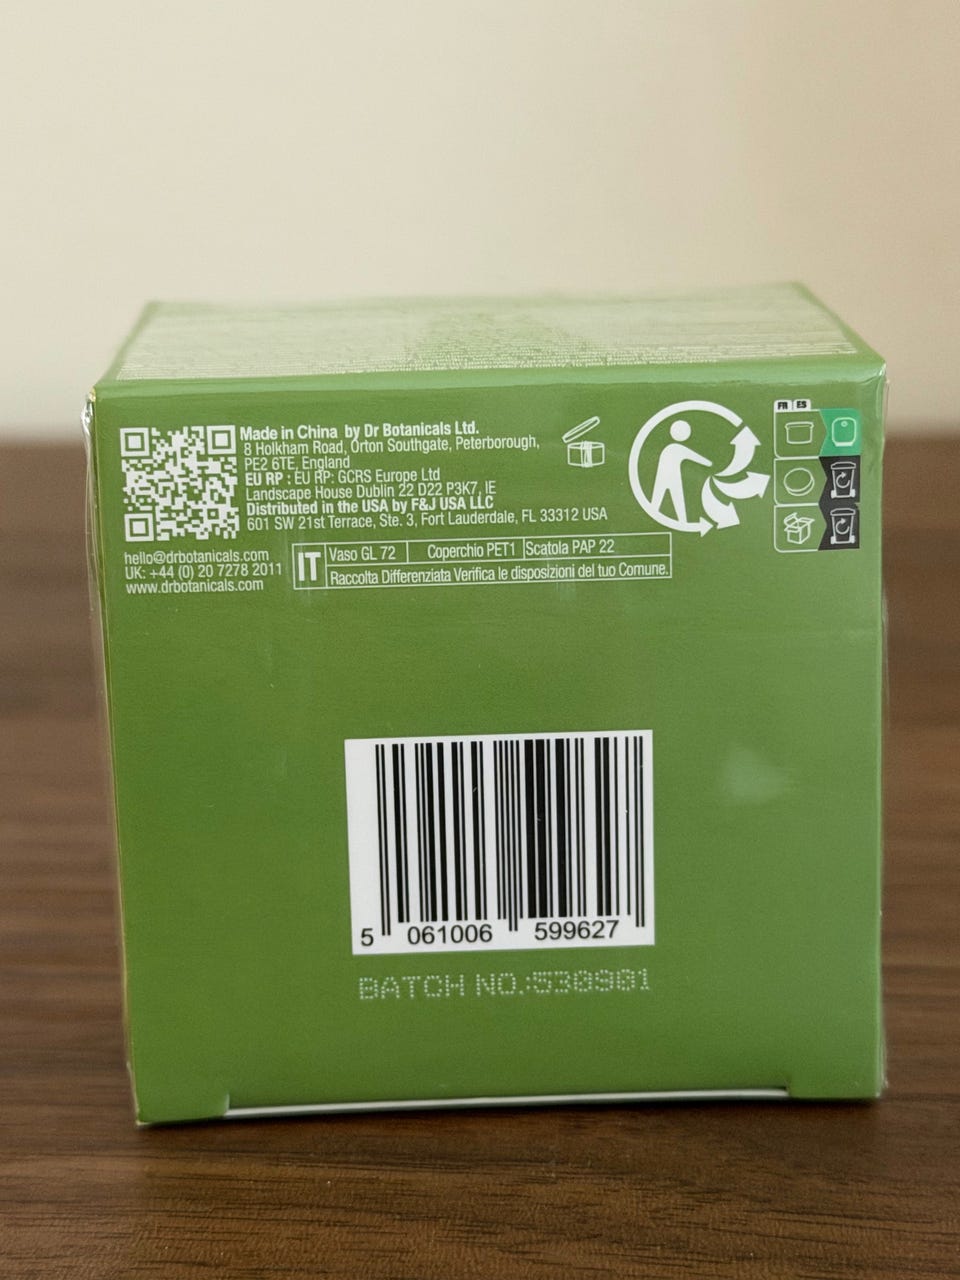 Made in China by Dr Botanicals Ltd.
8 Holkham Road, Orton Southgate, Peterborough,
PE2 6TE, England
EU RP : EU RP: GCRS Europe Ltd
Landscape House Dublin 22 D22 P3K7, IE
Distributed in the USA by F&J USA LLC
601 SW 21st Terrace, Ste. 3, Fort Lauderdale, FL 33312 USA
hello@drbotanicals.com
UK: +44 (0) 20 7278 2011
www.drbotanicals.com
IT
Vaso GL 72
Coperchio PET1
Scatola PAP 22
Raccolta Differenziata Verifica le disposizioni del tuo Comune.
FR ES
5 061006 599627
BATCH NO.:530901